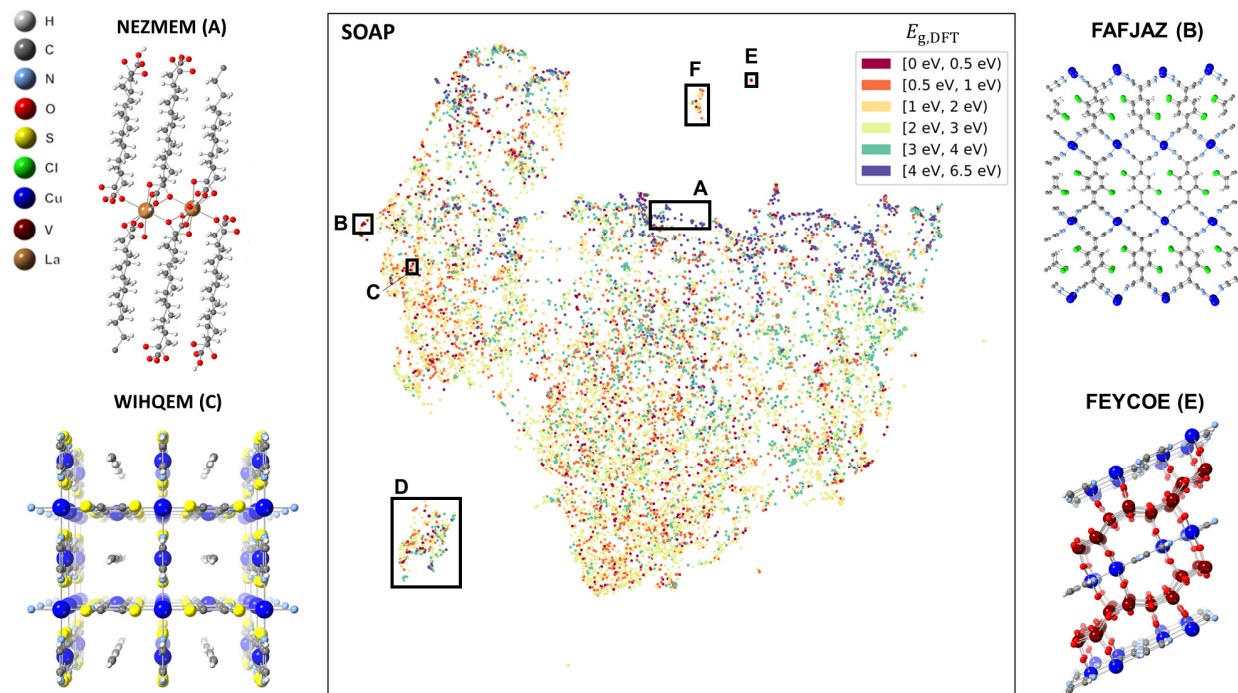 H
C
N
O
S
Cl
Cu
V
La
NEZMEM (A)
WIHQEM (C)
SOAP
E
F
A
B
C
D
E_g,DFT
[0 eV, 0.5 eV)
[0.5 eV, 1 eV)
[1 eV, 2 eV)
[2 eV, 3 eV)
[3 eV, 4 eV)
[4 eV, 6.5 eV)
FAFJAZ (B)
FEYCOE (E)